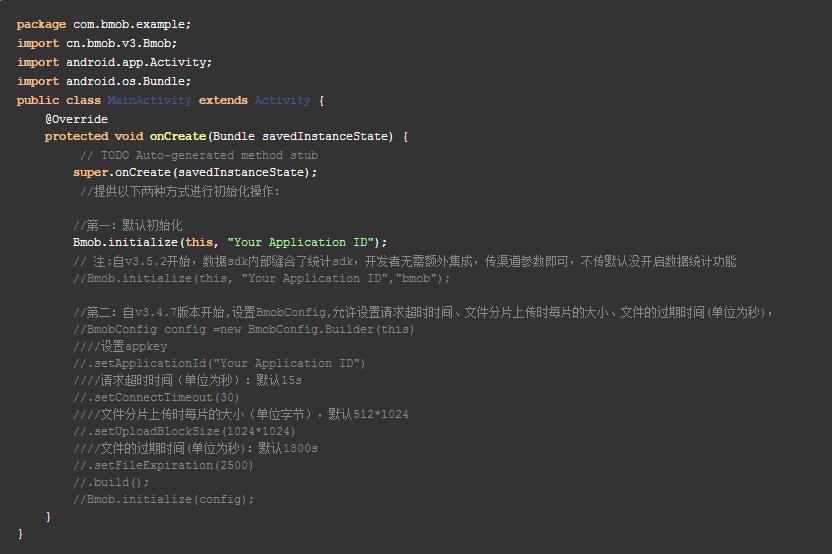 package com.bmob.example;
import cn.bmob.v3.Bmob;
import android.app.Activity;
import android.os.Bundle;
public class MainActivity extends Activity {
    @Override
    protected void onCreate(Bundle savedInstanceState) {
         // TODO Auto-generated method stub
        super.onCreate(savedInstanceState);
         //提供以下两种方式进行初始化操作:

        //第一：默认初始化
        Bmob.initialize(this, "Your Application ID");
        // 注:自v3.5.2开始，数据sdk内部缝合了统计sdk，开发者无需额外集成，传渠道参数即可，不传默认没开启数据统计功能
        //Bmob.initialize(this, "Your Application ID","bmob");

        //第二：自v3.4.7版本开始,设置BmobConfig,允许设置请求超时时间、文件分片上传时每片的大小、文件的过期时间(单位为秒)，
        //BmobConfig config =new BmobConfig.Builder(this)
        ////设置appkey
        //.setApplicationId("Your Application ID")
        ////请求超时时间（单位为秒）：默认15s
        //.setConnectTimeout(30)
        ////文件分片上传时每片的大小（单位字节），默认512*1024
        //.setUploadBlockSize(1024*1024)
        ////文件的过期时间(单位为秒)：默认1800s
        //.setFileExpiration(2500)
        //.build();
        //Bmob.initialize(config);
    }
}